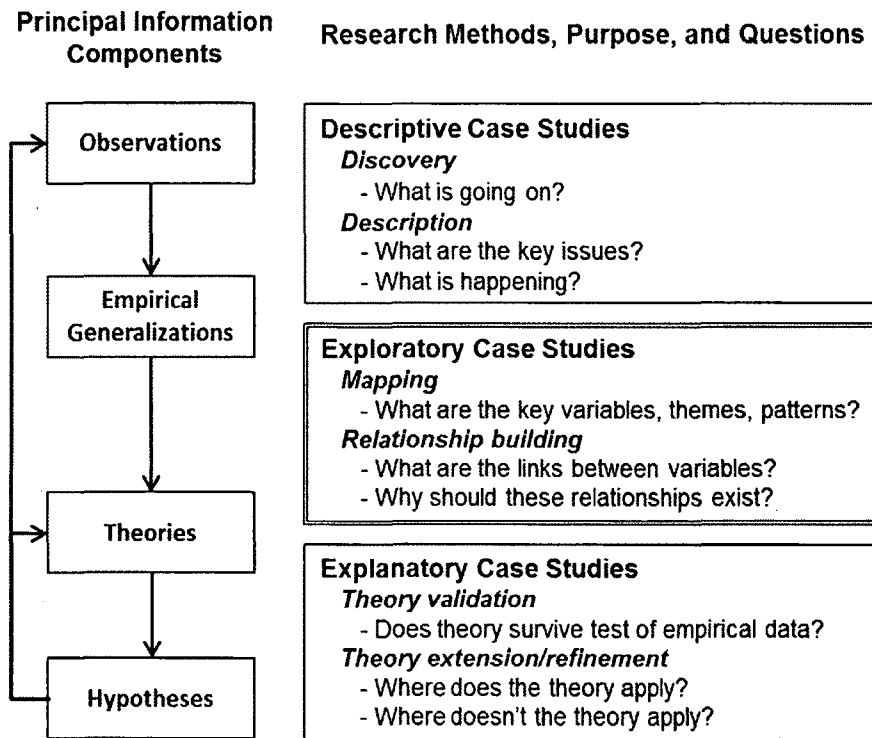 Principal Information
Components
Research Methods, Purpose, and Questions
Observations
Empirical
Generalizations
Theories
Hypotheses
Descriptive Case Studies
Discovery
- What is going on?
Description
- What are the key issues?
- What is happening?
Exploratory Case Studies
Mapping
- What are the key variables, themes, patterns?
Relationship building
- What are the links between variables?
- Why should these relationships exist?
Explanatory Case Studies
Theory validation
- Does theory survive test of empirical data?
Theory extension/refinement
- Where does the theory apply?
- Where doesn't the theory apply?